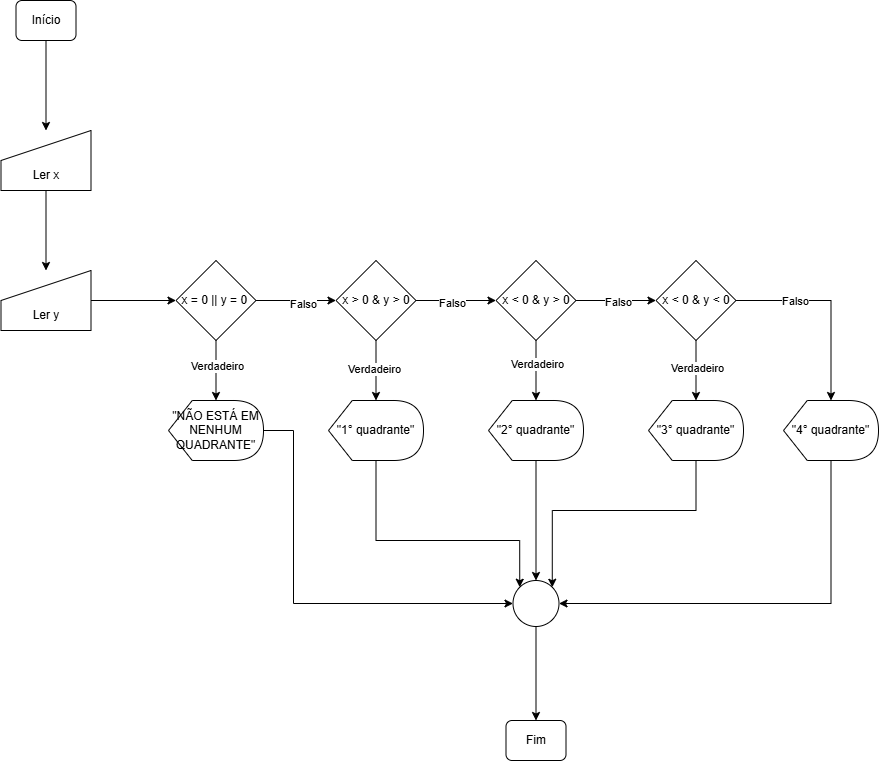 Início
Ler x
Ler y
x = 0 || y = 0
Falso
x > 0 & y > 0
Falso
x < 0 & y > 0
Falso
x < 0 & y < 0
Falso
Verdadeiro
Verdadeiro
Verdadeiro
Verdadeiro
"NÃO ESTÁ EM
NENHUM
QUADRANTE"
"1° quadrante"
"2° quadrante"
"3° quadrante"
"4° quadrante"
Fim